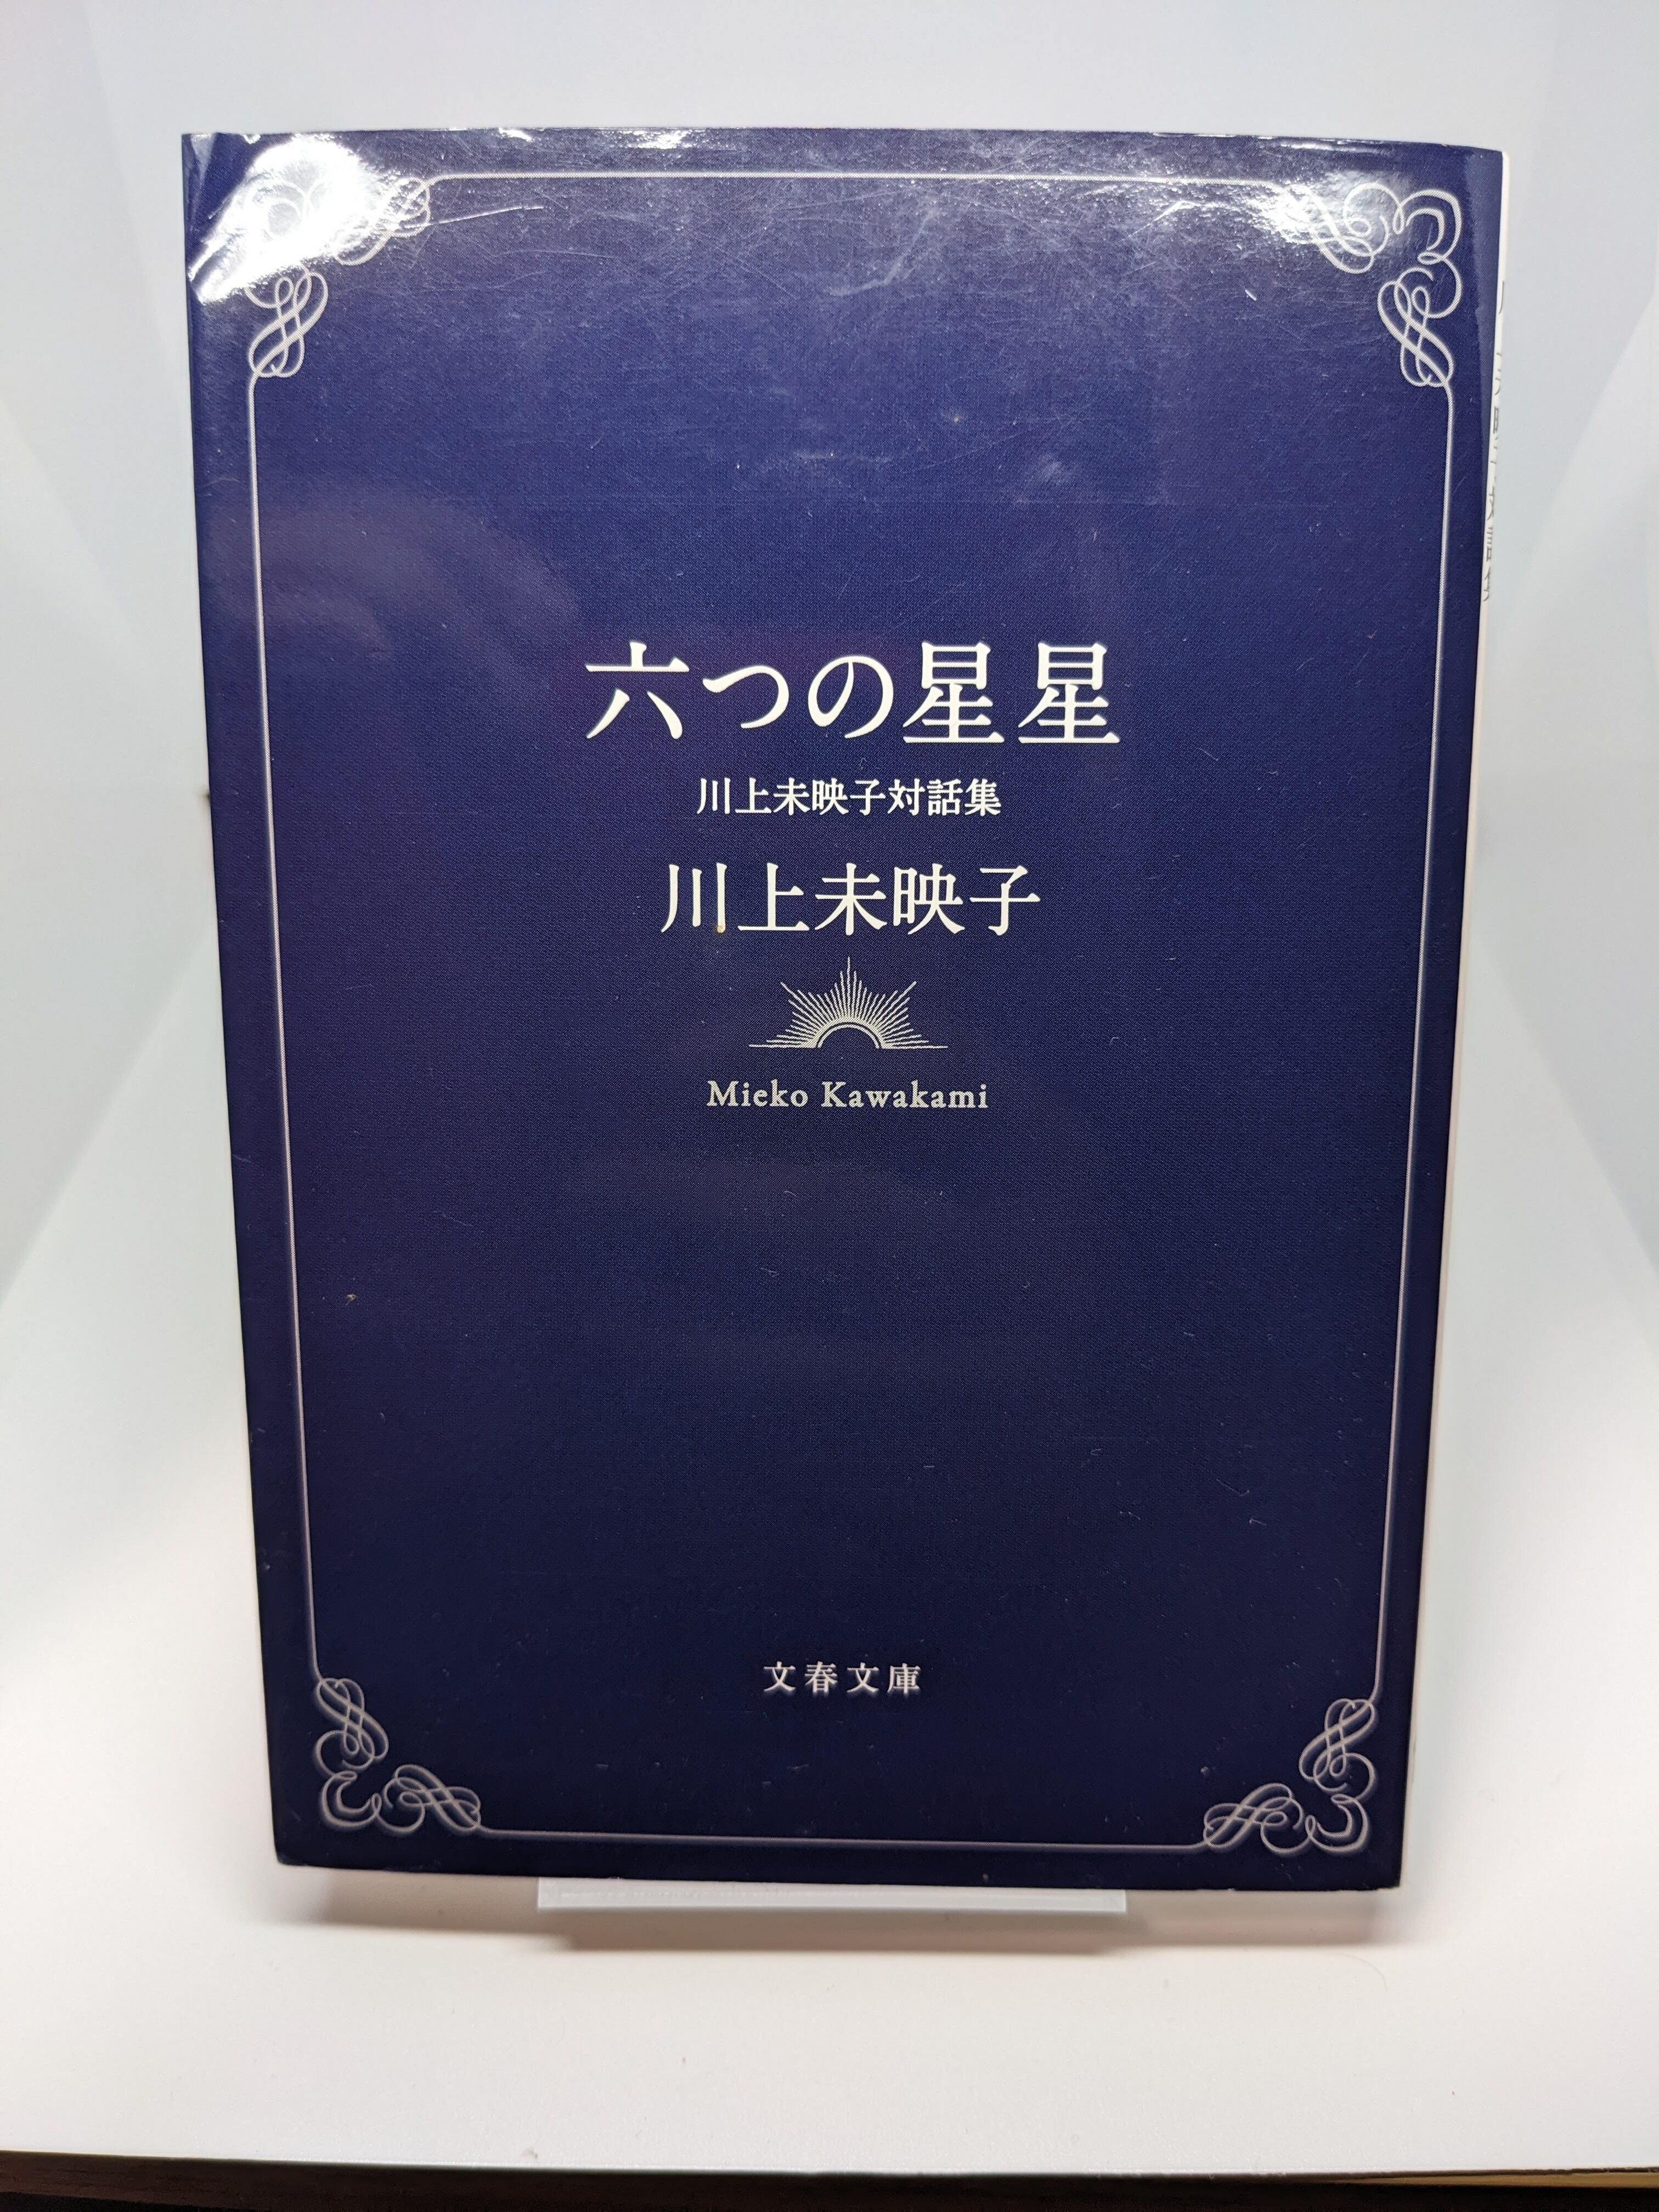 六つの星星
川上未映子対話集
川上未映子
Mieko Kawakami
文春文庫